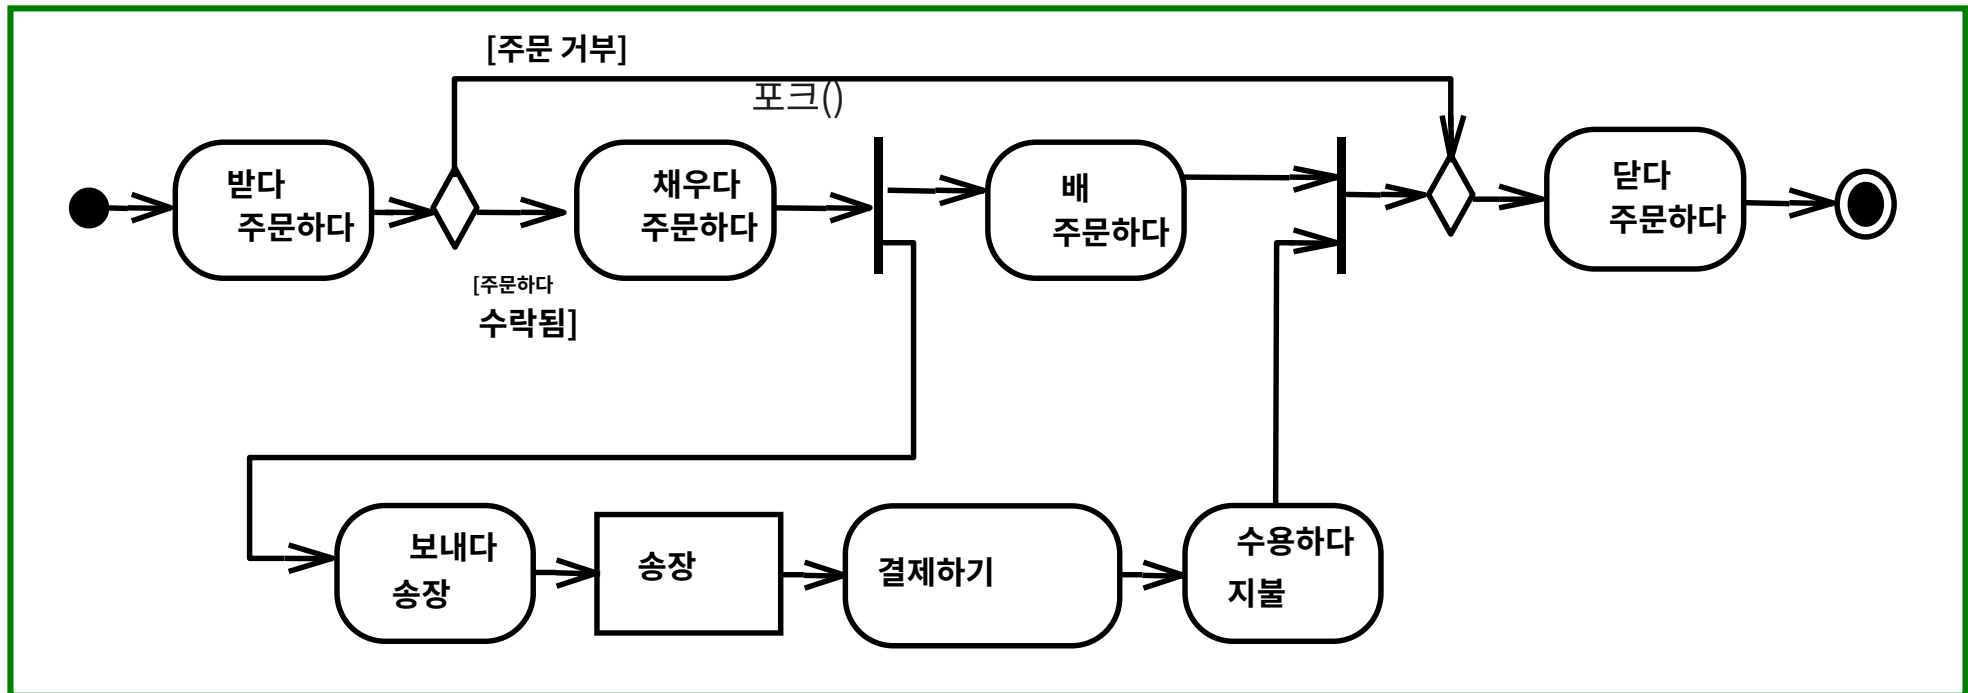 [주문 거부]
포크()
받다
주문하다
채우다
주문하다
배
주문하다
닫다
주문하다
[주문하다
수락됨]
보내다
송장
송장
결제하기
수용하다
지불